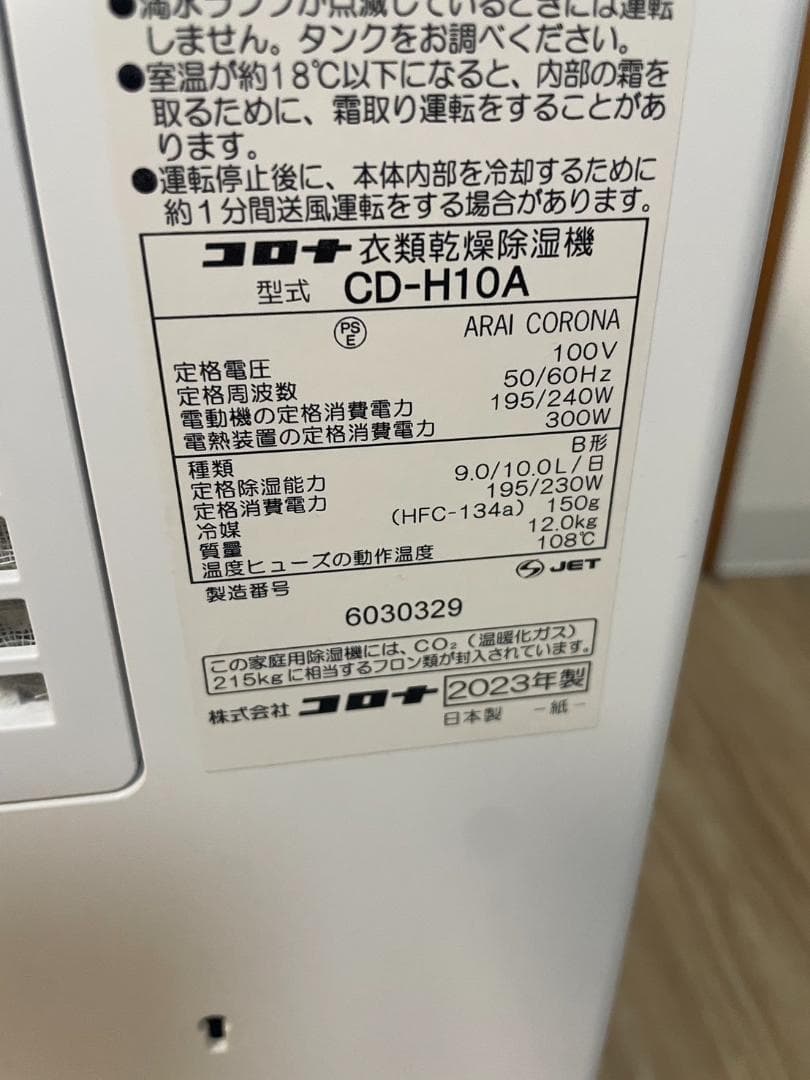 ●満水ランプが点滅しているときには運転
しません。タンクをお調べください。
●室温が約18℃以下になると、内部の霜を
取るために、霜取り運転をすることがあ
ります。
●運転停止後に、本体内部を冷却するために
約1分間送風運転をする場合があります。
コロナ 衣類乾燥除湿機
型式 CD-H10A
PS
E
ARAI CORONA
定格電圧 100V
定格周波数 50/60Hz
電動機の定格消費電力 195/240W
電熱装置の定格消費電力 300W
種類 B形
定格除湿能力 9.0/10.0L/日
定格消費電力 195/230W
冷媒 (HFC-134a) 150g
質量 12.0kg
温度ヒューズの動作温度 108℃
製造番号 JET
6030329
この家庭用除湿機には、CO₂(温暖化ガス)
215kgに相当するフロン類が封入されています。
株式会社 コロナ 2023年製
日本製 -紙-